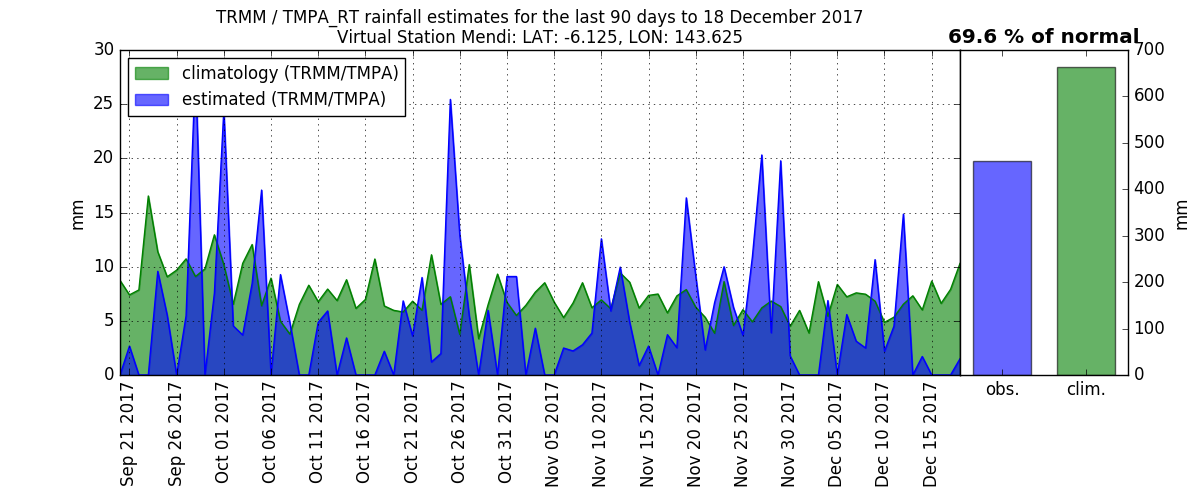 TRMM / TMPA_RT rainfall estimates for the last 90 days to 18 December 2017
Virtual Station Mendi: LAT: -6.125, LON: 143.625
69.6 % of normal
climatology (TRMM/TMPA)
estimated (TRMM/TMPA)
30
25
20
15
10
5
0
mm
Sep 21 2017
Sep 26 2017
Oct 01 2017
Oct 06 2017
Oct 11 2017
Oct 16 2017
Oct 21 2017
Oct 26 2017
Oct 31 2017
Nov 05 2017
Nov 10 2017
Nov 15 2017
Nov 20 2017
Nov 25 2017
Nov 30 2017
Dec 05 2017
Dec 10 2017
Dec 15 2017
700
600
500
400
300
200
100
0
mm
obs.
clim.